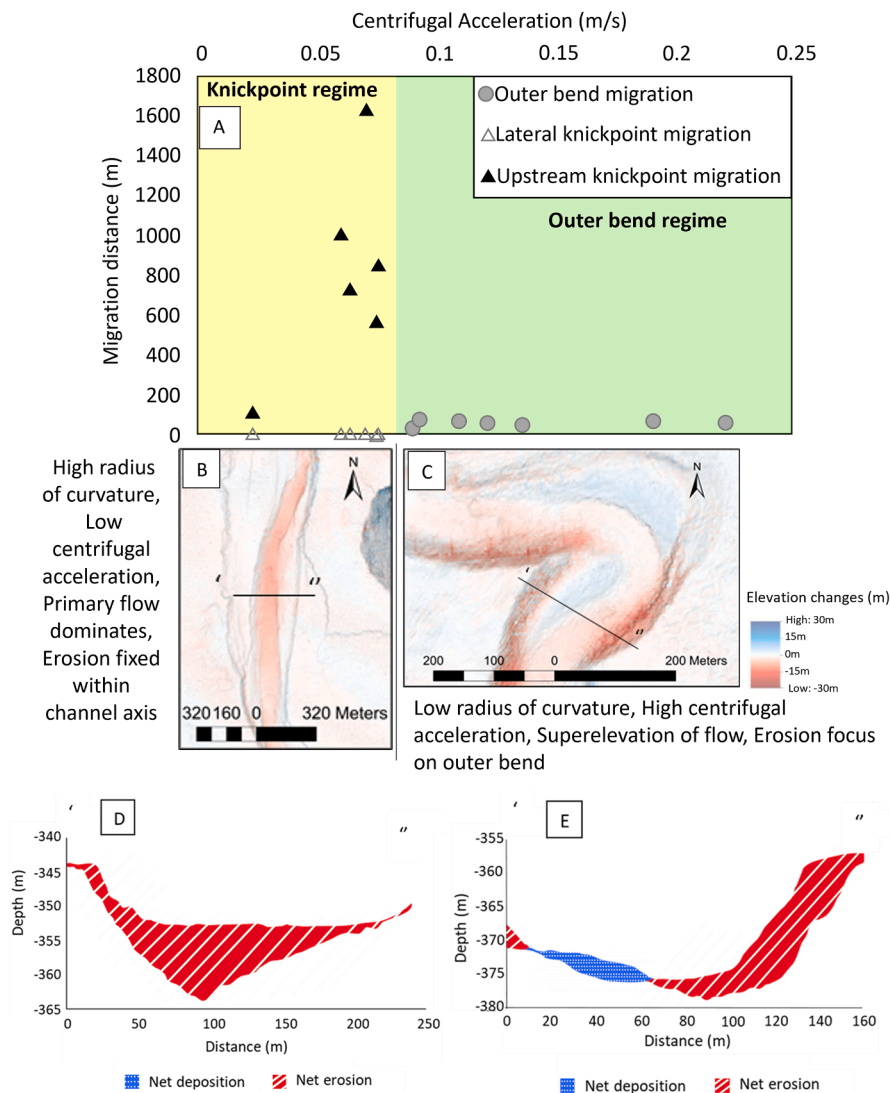 Centrifugal Acceleration (m/s)
0 0.05 0.1 0.15 0.2 0.25
1800
1600
1400
1200
1000
800
600
400
200
0
Migration distance (m)
Knickpoint regime
A
Outer bend migration
Lateral knickpoint migration
Upstream knickpoint migration
Outer bend regime
High radius
of curvature,
Low
centrifugal
acceleration,
Primary flow
dominates,
Erosion fixed
within
channel axis
B
N
‘ ‘’
320 160 0 320 Meters
C
N
‘
‘’
200 100 0 200 Meters
Elevation changes (m)
High: 30m
15m
0m
-15m
Low: -30m
Low radius of curvature, High centrifugal
acceleration, Superelevation of flow, Erosion focus
on outer bend
‘ D ‘’
-340
-345
-350
-355
-360
-365
Depth (m)
0 50 100 150 200 250
Distance (m)
Net deposition Net erosion
‘ E ‘’
-355
-360
-365
-370
-375
-380
Depth (m)
0 20 40 60 80 100 120 140 160
Distance (m)
Net deposition Net erosion